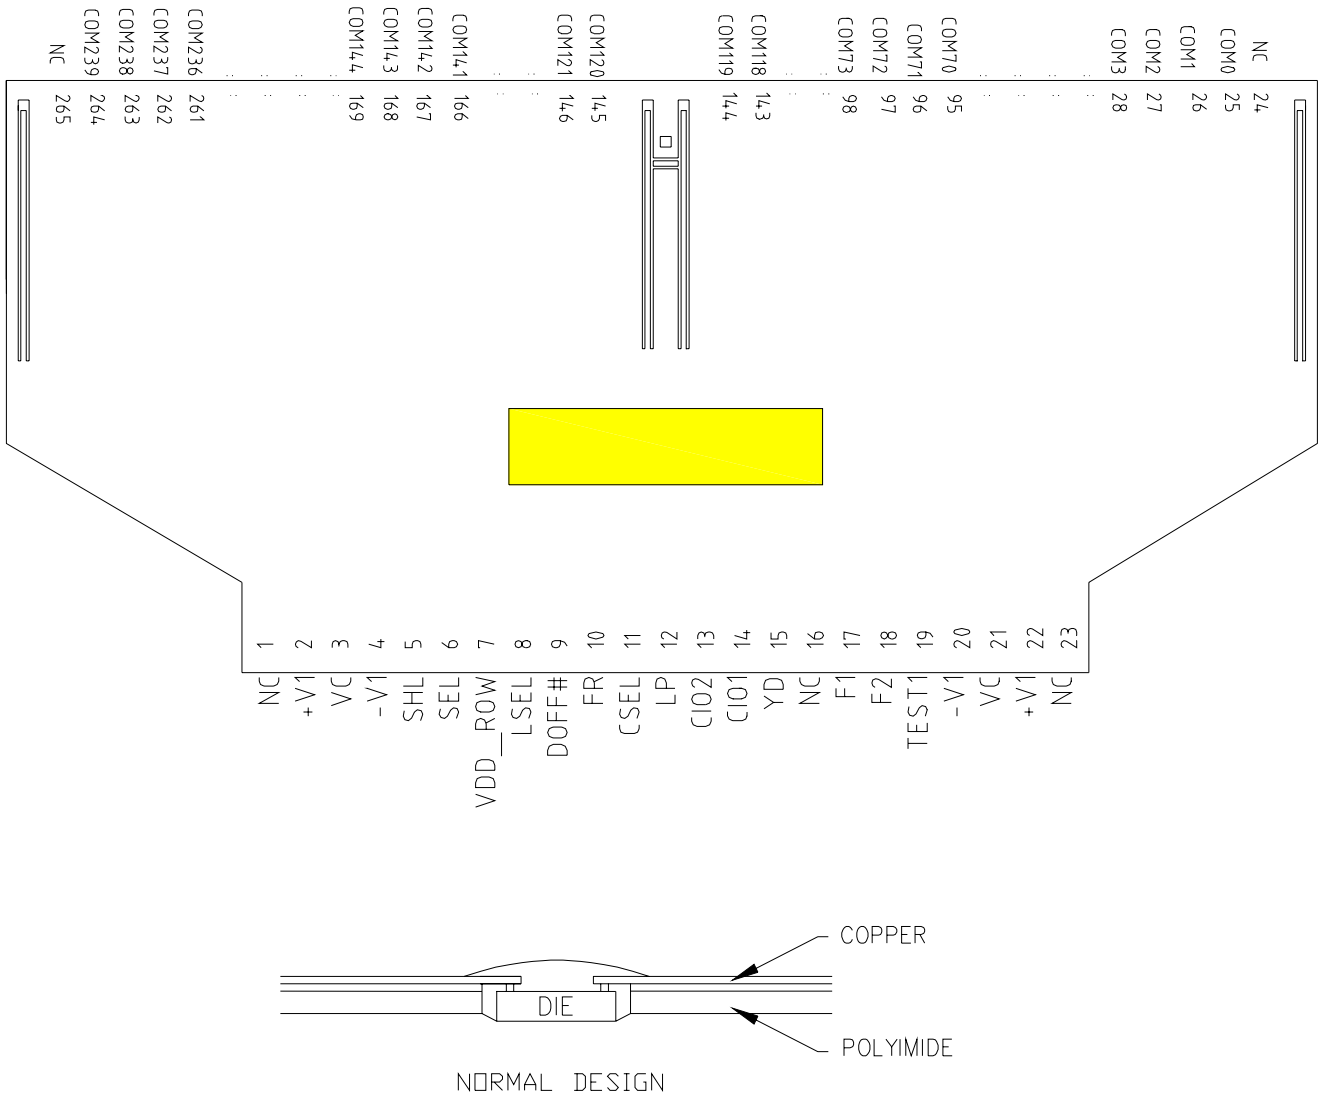 NC COM239 COM238 COM237 COM236 COM144 COM143 COM142 COM141 COM121 COM120 COM119 COM118 COM73 COM72 COM71 COM70 COM3 COM2 COM1 COM0 NC
265 264 263 262 261 169 168 167 166 146 145 144 143 98 97 96 95 28 27 26 25 24
1 2 3 4 5 6 7 8 9 10 11 12 13 14 15 16 17 18 19 20 21 22 23
NC +V1 VC -V1 SHL SEL VDD_ROW LSEL DOFF# FR CSEL LP CIO2 CIO1 YD NC F1 F2 TEST1 -V1 VC +V1 NC
COPPER
DIE
POLYIMIDE
NORMAL DESIGN